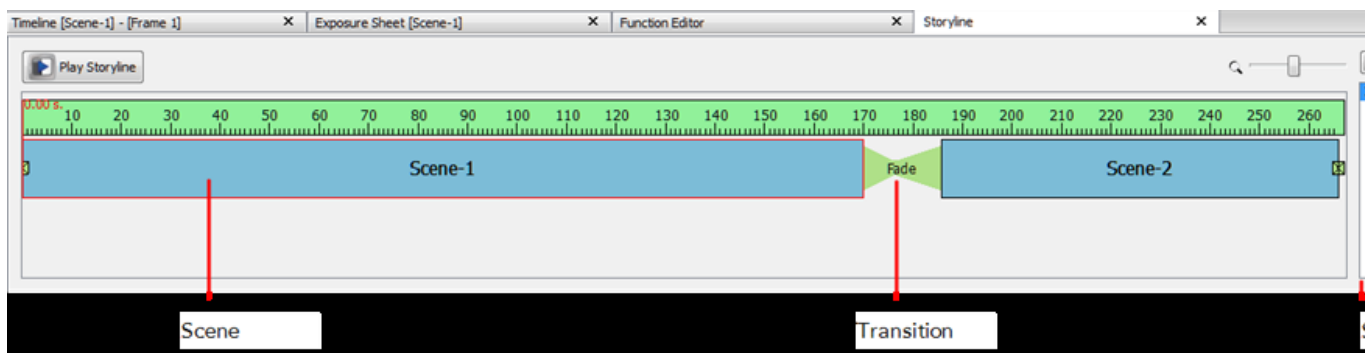 Timeline [Scene-1] - [Frame 1] Exposure Sheet [Scene-1] Function Editor Storyline
Play Storyline
0.00 s.
10 20 30 40 50 60 70 80 90 100 110 120 130 140 150 160 170 180 190 200 210 220 230 240 250 260
Scene-1 Fade Scene-2
Scene Transition